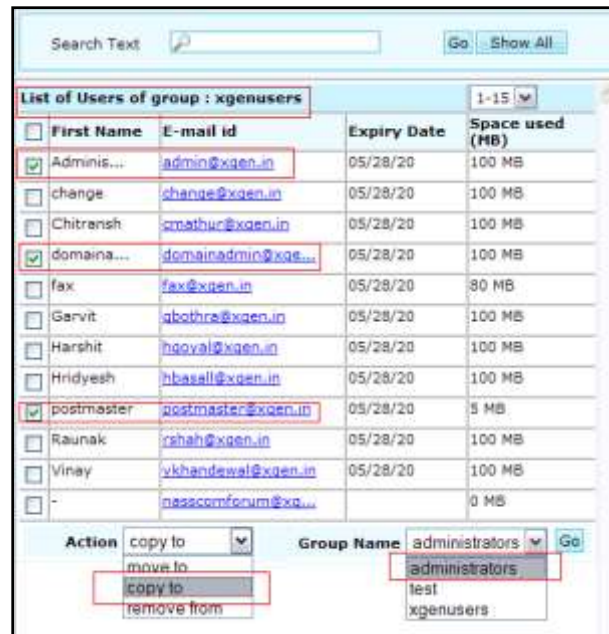 Search Text Go Show All
List of Users of group : xgenusers 1-15
First Name E-mail id Expiry Date Space used (MB)
Adminis... admin@xgen.in 05/28/20 100 MB
change change@xgen.in 05/28/20 100 MB
Chitransh cmathur@xgen.in 05/28/20 100 MB
domaina... domainadmin@xge... 05/28/20 100 MB
fax fax@xgen.in 05/28/20 80 MB
Garvit gbothra@xgen.in 05/28/20 100 MB
Harshit hgoyal@xgen.in 05/28/20 100 MB
Hridyesh hbasall@xgen.in 05/28/20 100 MB
postmaster postmaster@xgen.in 05/28/20 5 MB
Raunak rshah@xgen.in 05/28/20 100 MB
Vinay vkhandewal@xgen.in 05/28/20 100 MB
- nasscomforum@xg... 0 MB
Action copy to Group Name administrators Go
move to administrators
copy to test
remove from xgenusers